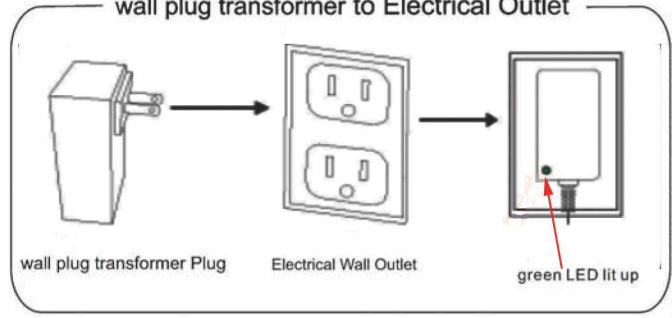 wall plug transformer to Electrical Outlet
wall plug transformer Plug
Electrical Wall Outlet
green LED lit up